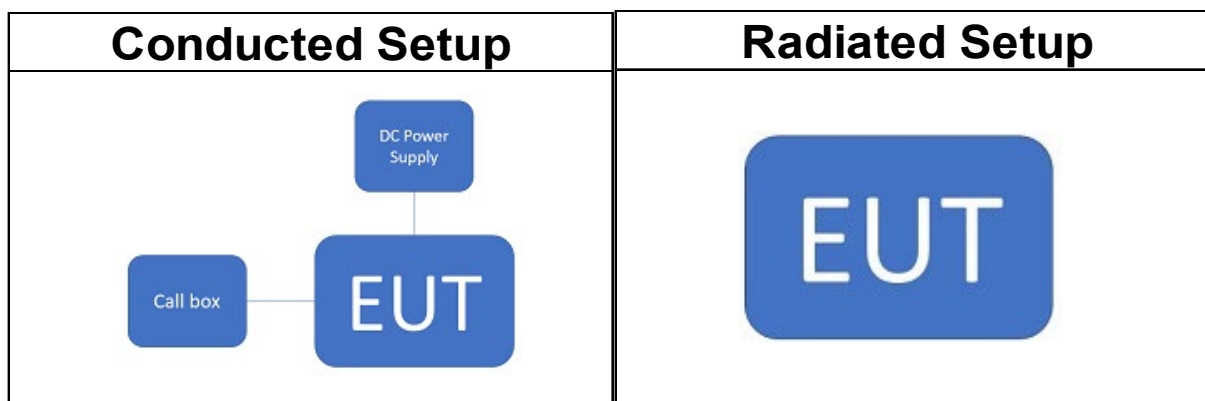 Conducted Setup
Radiated Setup
DC Power
Supply
Call box
EUT
EUT